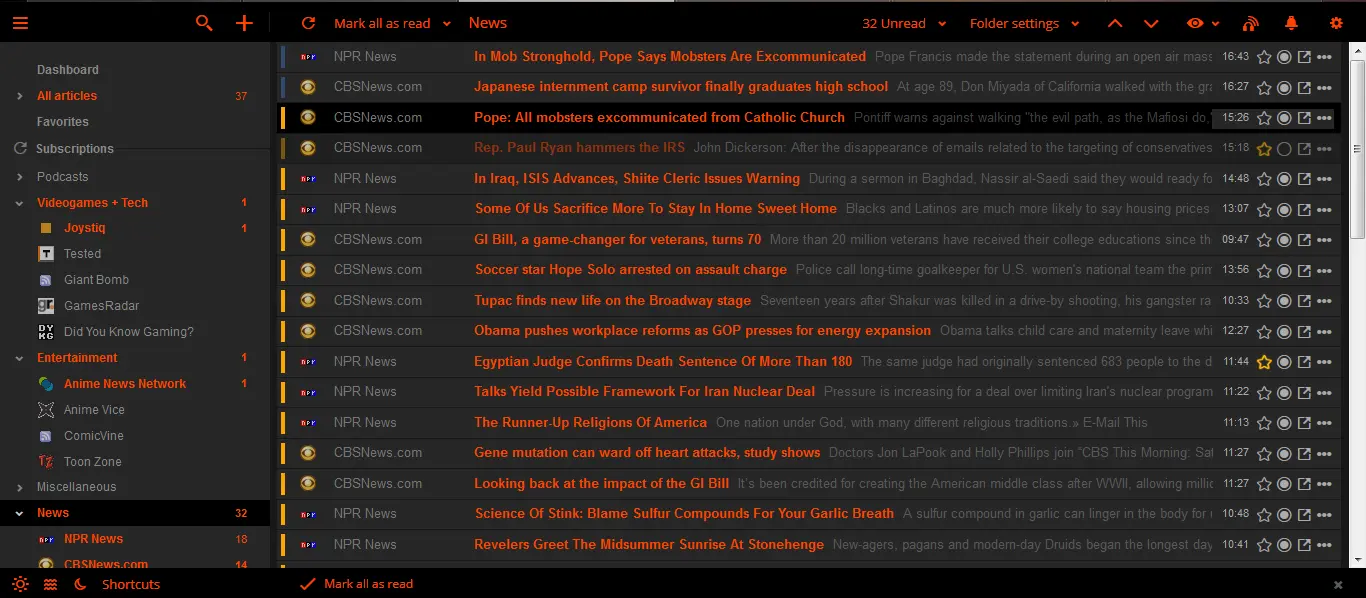 Mark all as read
News
32 Unread
Folder settings
Dashboard
All articles 37
Favorites
Subscriptions
Podcasts
Videogames + Tech 1
Joystiq 1
T Tested
Giant Bomb
gr GamesRadar
DYKG Did You Know Gaming?
Entertainment 1
Anime News Network 1
Anime Vice
ComicVine
TZ Toon Zone
Miscellaneous
News 32
npr NPR News 18
CBSNews.com 14
npr NPR News In Mob Stronghold, Pope Says Mobsters Are Excommunicated Pope Francis made the statement during an open air mass 16:43
CBSNews.com Japanese internment camp survivor finally graduates high school At age 89, Don Miyada of California walked with the gra 16:27
CBSNews.com Pope: All mobsters excommunicated from Catholic Church Pontiff warns against walking "the evil path, as the Mafiosi do," 15:26
CBSNews.com Rep. Paul Ryan hammers the IRS John Dickerson: After the disappearance of emails related to the targeting of conservatives 15:18
npr NPR News In Iraq, ISIS Advances, Shiite Cleric Issues Warning During a sermon in Baghdad, Nassir al-Saedi said they would ready fo 14:48
npr NPR News Some Of Us Sacrifice More To Stay In Home Sweet Home Blacks and Latinos are much more likely to say housing prices 13:07
CBSNews.com GI Bill, a game-changer for veterans, turns 70 More than 20 million veterans have received their college educations since th 09:47
CBSNews.com Soccer star Hope Solo arrested on assault charge Police call long-time goalkeeper for U.S. women's national team the prim 13:56
CBSNews.com Tupac finds new life on the Broadway stage Seventeen years after Shakur was killed in a drive-by shooting, his gangster ra 10:33
CBSNews.com Obama pushes workplace reforms as GOP presses for energy expansion Obama talks child care and maternity leave whi 12:27
npr NPR News Egyptian Judge Confirms Death Sentence Of More Than 180 The same judge had originally sentenced 683 people to the d 11:44
npr NPR News Talks Yield Possible Framework For Iran Nuclear Deal Pressure is increasing for a deal over limiting Iran's nuclear program 11:22
npr NPR News The Runner-Up Religions Of America One nation under God, with many different religious traditions.» E-Mail This 11:13
CBSNews.com Gene mutation can ward off heart attacks, study shows Doctors Jon LaPook and Holly Phillips join "CBS This Morning: Sat 11:27
CBSNews.com Looking back at the impact of the GI Bill It's been credited for creating the American middle class after WWII, allowing millio 11:27
npr NPR News Science Of Stink: Blame Sulfur Compounds For Your Garlic Breath A sulfur compound in garlic can linger in the body for 10:48
npr NPR News Revelers Greet The Midsummer Sunrise At Stonehenge New-agers, pagans and modern-day Druids began the longest day 10:41
Shortcuts
Mark all as read